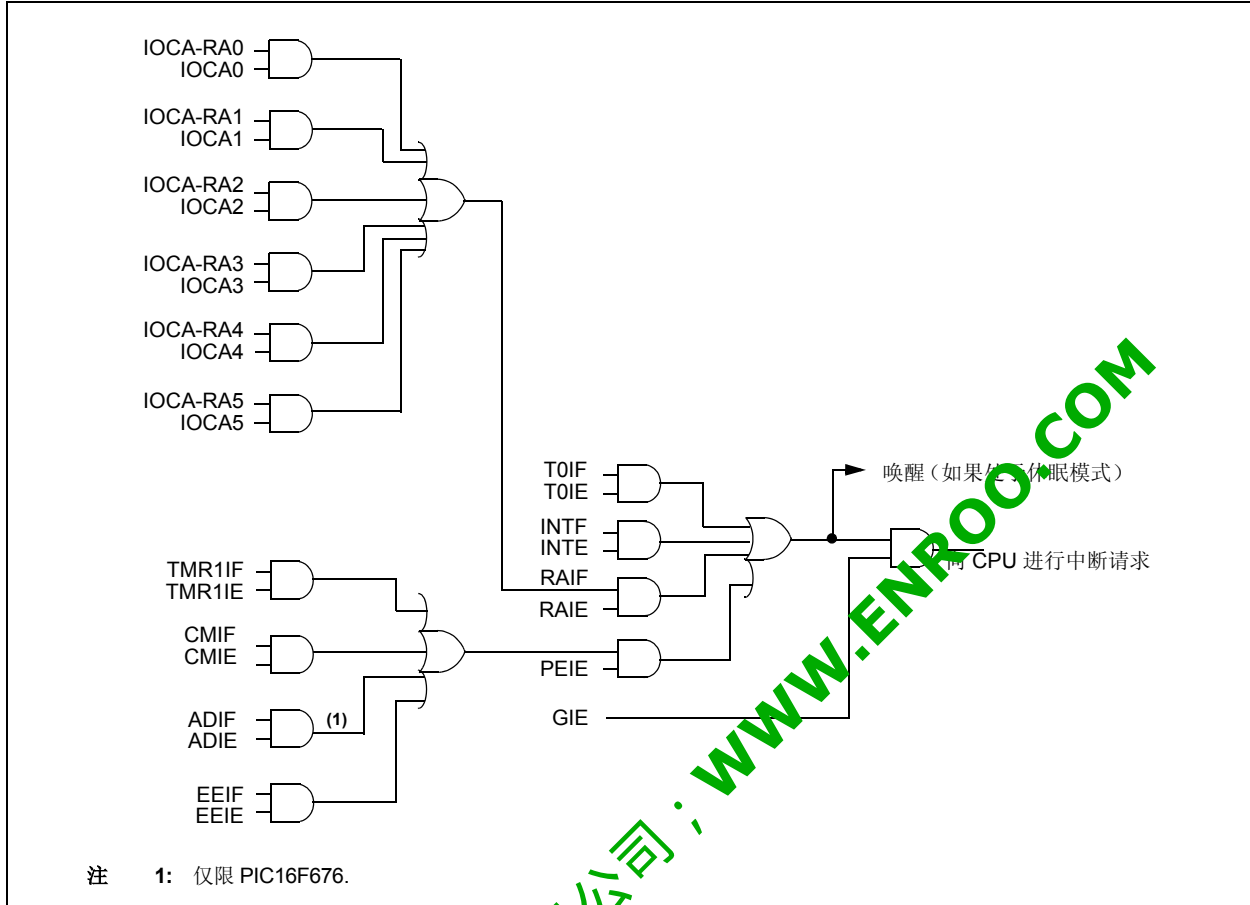 IOCA-RA0
IOCA0
IOCA-RA1
IOCA1
IOCA-RA2
IOCA2
IOCA-RA3
IOCA3
IOCA-RA4
IOCA4
IOCA-RA5
IOCA5
T0IF
T0IE
唤醒（如果处于休眠模式）
INTF
INTE
TMR1IF
TMR1IE
RAIF
RAIE
向 CPU 进行中断请求
CMIF
CMIE
PEIE
ADIF
ADIE
(1)
GIE
EEIF
EEIE
公司；WWW.ENROO.COM
注 1: 仅限 PIC16F676.